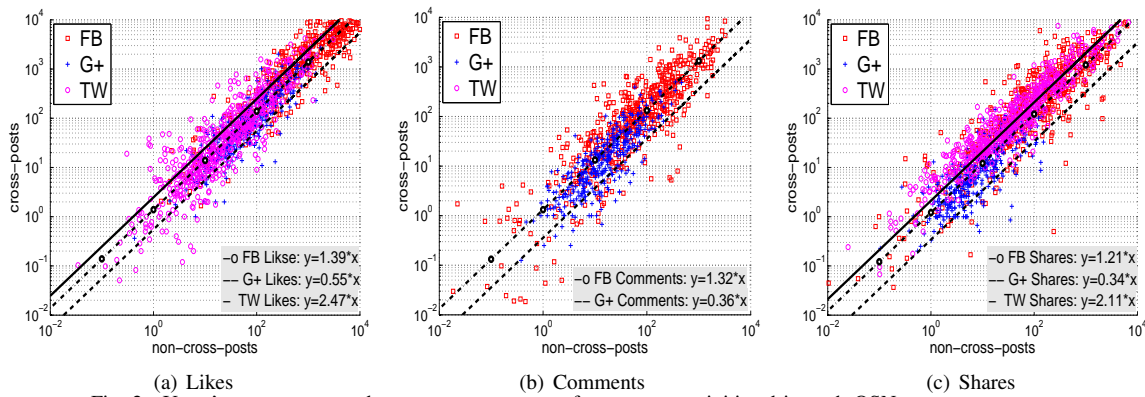 cross−posts
10^4
10^3
10^2
10^1
10^0
10^−1
10^−2
FB
G+
TW
−o FB Likse: y=1.39*x
−− G+ Likes: y=0.55*x
− TW Likes: y=2.47*x
10^−2 10^0 10^2 10^4
non−cross−posts
(a) Likes
cross−posts
10^4
10^3
10^2
10^1
10^0
10^−1
10^−2
FB
G+
TW
−o FB Comments: y=1.32*x
−− G+ Comments: y=0.36*x
10^−2 10^0 10^2 10^4
non−cross−posts
(b) Comments
cross−posts
10^4
10^3
10^2
10^1
10^0
10^−1
10^−2
FB
G+
TW
−o FB Shares: y=1.21*x
−− G+ Shares: y=0.34*x
− TW Shares: y=2.11*x
10^−2 10^0 10^2 10^4
non−cross−posts
(c) Shares